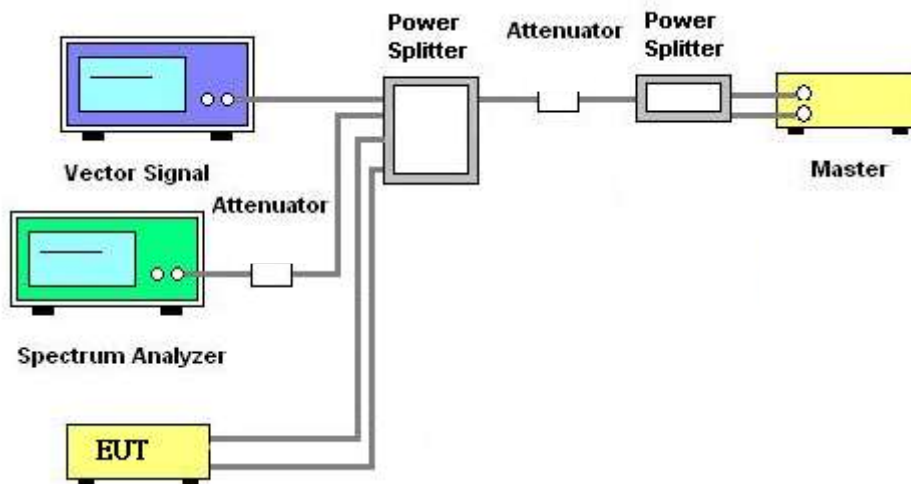 Power
Splitter
Attenuator
Power
Splitter
Vector Signal
Master
Attenuator
Spectrum Analyzer
EUT